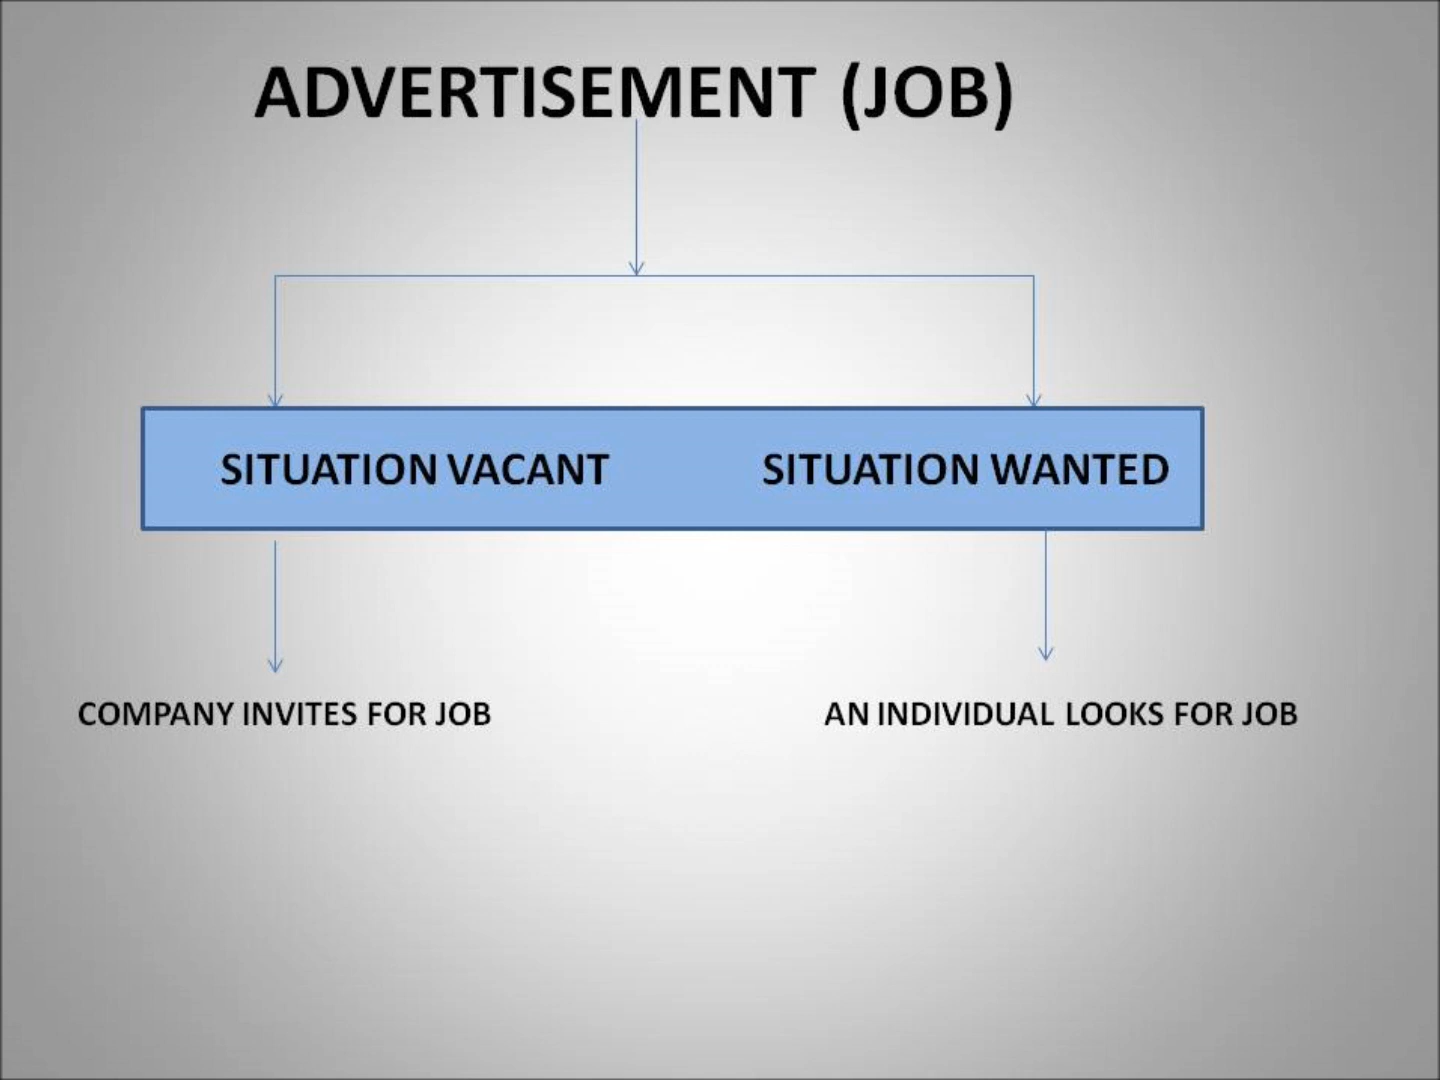 ADVERTISEMENT (JOB)
SITUATION VACANT
SITUATION WANTED
COMPANY INVITES FOR JOB
AN INDIVIDUAL LOOKS FOR JOB